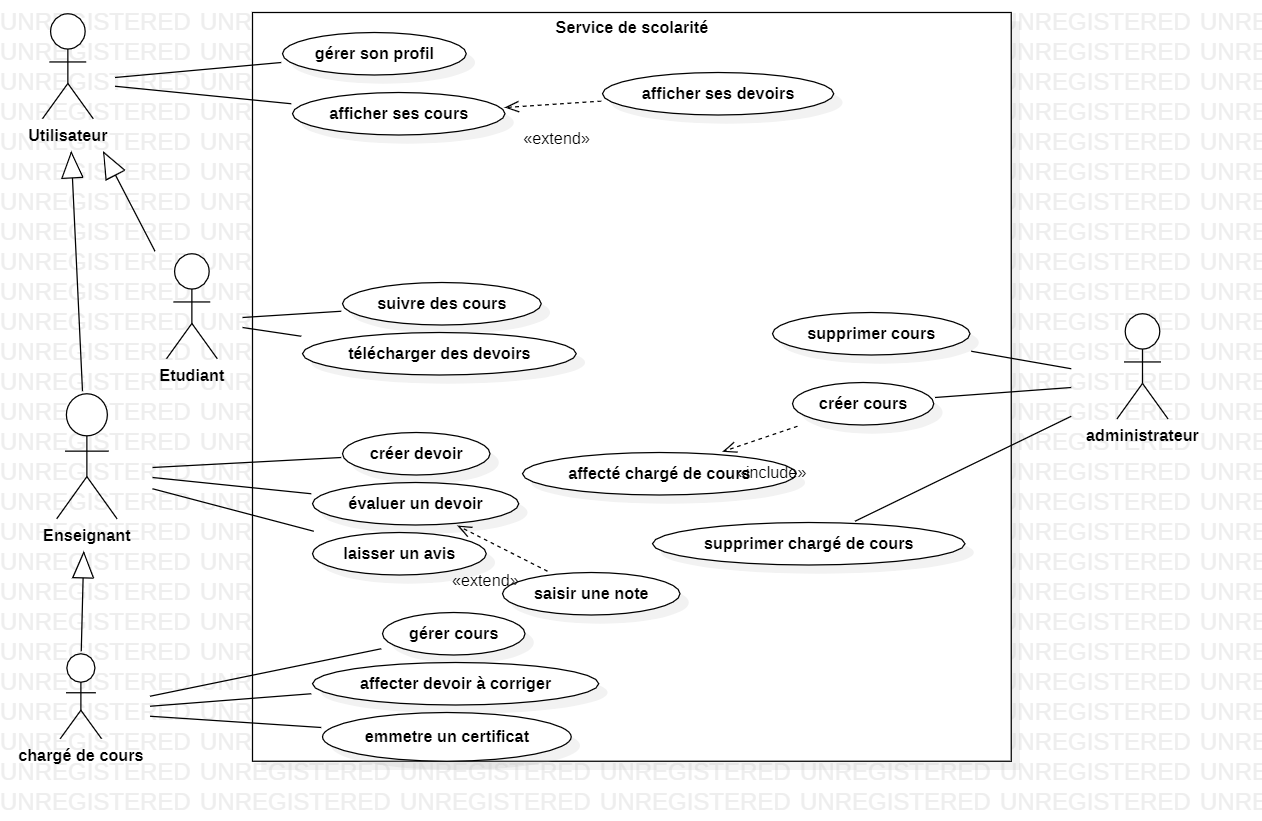 Service de scolarité
gérer son profil
afficher ses devoirs
afficher ses cours
Utilisateur
«extend»
suivre des cours
supprimer cours
télécharger des devoirs
Etudiant
créer cours
administrateur
créer devoir
affecté chargé de cours
«include»
évaluer un devoir
Enseignant
supprimer chargé de cours
laisser un avis
«extend»
saisir une note
gérer cours
affecter devoir à corriger
emmetre un certificat
chargé de cours
UNREGISTERED UNREGISTERED UNREGISTERED UNREGISTERED UNREGISTERED UNREGISTERED UNRE